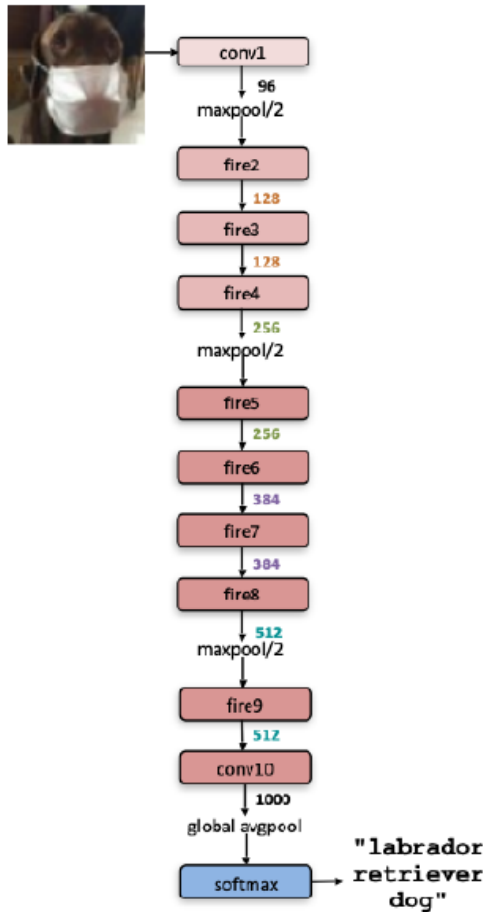 conv1
96
maxpool/2
fire2
128
fire3
128
fire4
256
maxpool/2
fire5
256
fire6
384
fire7
384
fire8
512
maxpool/2
fire9
512
conv10
1000
global avgpool
softmax
"labrador
retriever
dog"